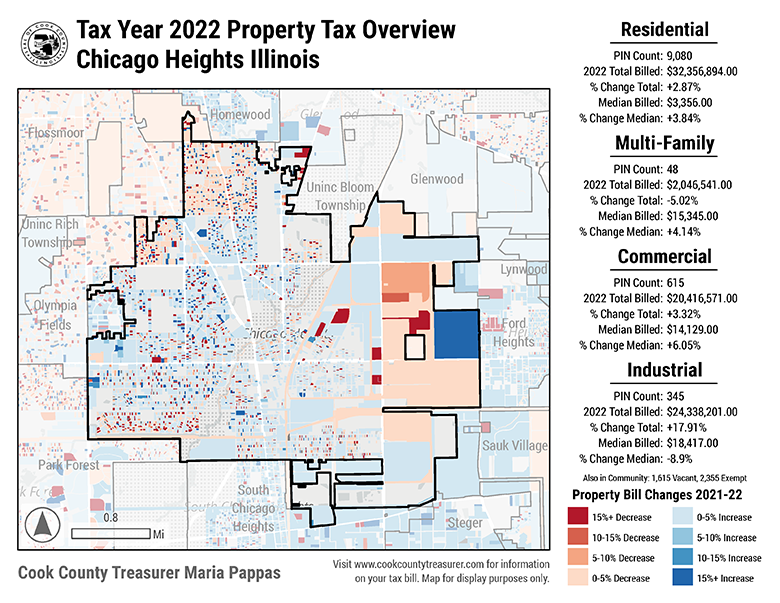 Tax Year 2022 Property Tax Overview
Chicago Heights Illinois
Homewood
Flossmoor
Glenwood
Uninc Bloom
Township
Uninc Rich
Township
Lynwood
Olympia
Fields
Ford
Heights
Sauk Village
Park Forest
South
Chicago
Heights
Steger
0.8
Mi
Cook County Treasurer Maria Pappas
Visit www.cookcountytreasurer.com for information
on your tax bill. Map for display purposes only.
Residential
PIN Count: 9,080
2022 Total Billed: $32,356,894.00
% Change Total: +2.87%
Median Billed: $3,356.00
% Change Median: +3.84%
Multi-Family
PIN Count: 48
2022 Total Billed: $2,046,541.00
% Change Total: -5.02%
Median Billed: $15,345.00
% Change Median: +4.14%
Commercial
PIN Count: 615
2022 Total Billed: $20,416,571.00
% Change Total: +3.32%
Median Billed: $14,129.00
% Change Median: +6.05%
Industrial
PIN Count: 345
2022 Total Billed: $24,338,201.00
% Change Total: +17.91%
Median Billed: $18,417.00
% Change Median: -8.9%
Also in Community: 1,615 Vacant, 2,355 Exempt
Property Bill Changes 2021-22
15%+ Decrease
0-5% Increase
10-15% Decrease
5-10% Increase
5-10% Decrease
10-15% Increase
0-5% Decrease
15%+ Increase